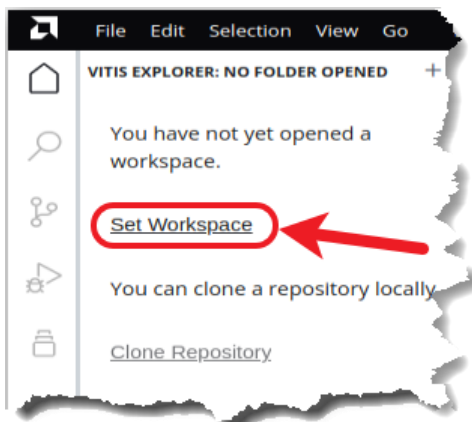 File Edit Selection View Go
VITIS EXPLORER: NO FOLDER OPENED +
You have not yet opened a
workspace.
Set Workspace
You can clone a repository locally
Clone Repository